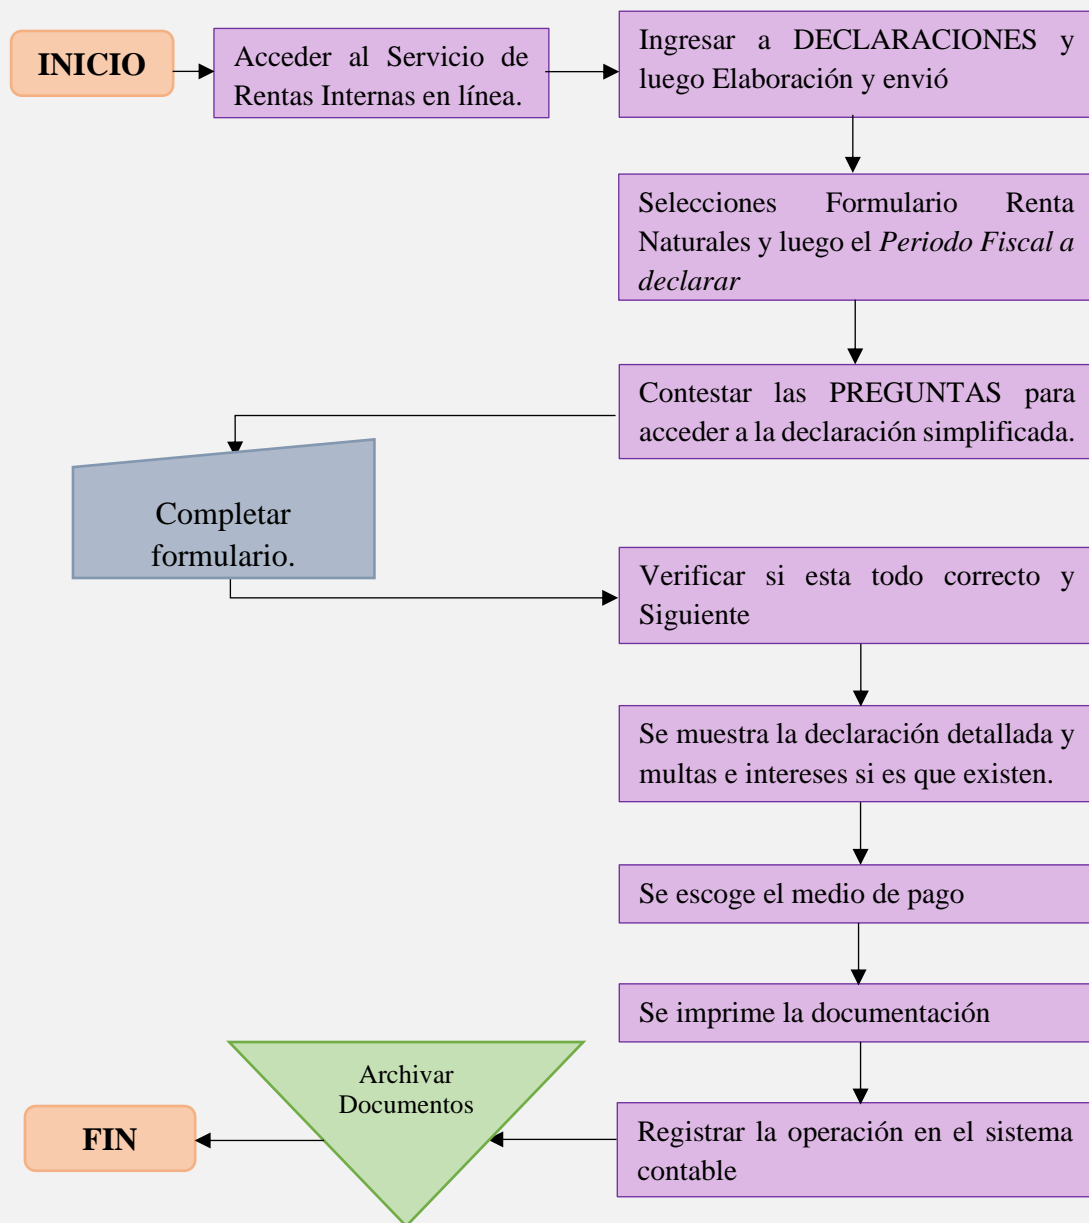 INICIO
Acceder al Servicio de
Rentas Internas en línea.
Ingresar a DECLARACIONES y
luego Elaboración y envió
Selecciones Formulario Renta
Naturales y luego el Periodo Fiscal a
declarar
Contestar las PREGUNTAS para
acceder a la declaración simplificada.
Completar
formulario.
Verificar si esta todo correcto y
Siguiente
Se muestra la declaración detallada y
multas e intereses si es que existen.
Se escoge el medio de pago
Se imprime la documentación
Registrar la operación en el sistema
contable
Archivar
Documentos
FIN